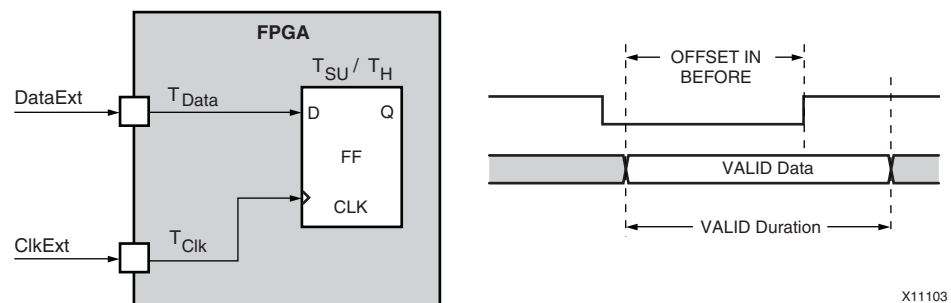 FPGA
TSU / TH
DataExt
TData
D
Q
FF
CLK
ClkExt
TClk
OFFSET IN
BEFORE
VALID Data
VALID Duration
X11103